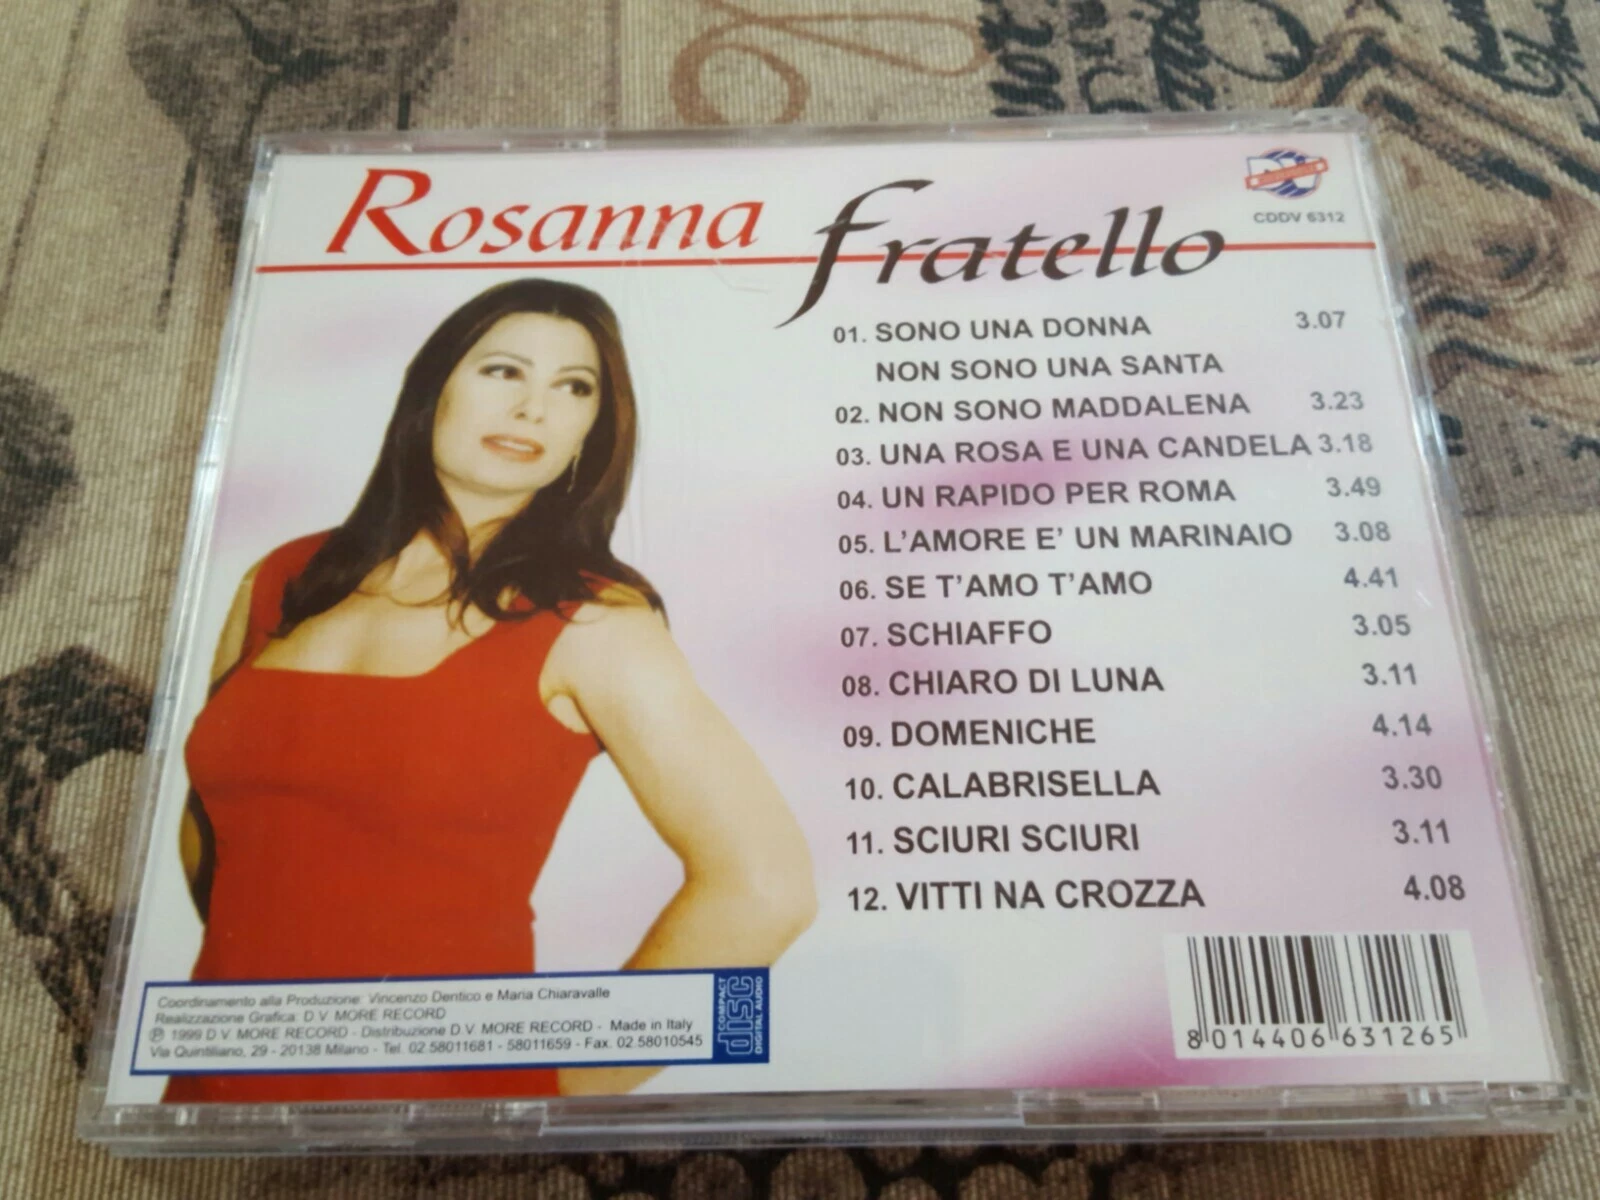 Rosanna fratello
DV
CDDV 6312
01. SONO UNA DONNA 3.07
NON SONO UNA SANTA
02. NON SONO MADDALENA 3.23
03. UNA ROSA E UNA CANDELA 3.18
04. UN RAPIDO PER ROMA 3.49
05. L'AMORE E' UN MARINAIO 3.08
06. SE T'AMO T'AMO 4.41
07. SCHIAFFO 3.05
08. CHIARO DI LUNA 3.11
09. DOMENICHE 4.14
10. CALABRISELLA 3.30
11. SCIURI SCIURI 3.11
12. VITTI NA CROZZA 4.08
Coordinamento alla Produzione: Vincenzo Dentico e Maria Chiaravalle
Realizzazione Grafica: D.V. MORE RECORD
℗ 1999 D.V. MORE RECORD - Distribuzione D.V. MORE RECORD - Made in Italy
Via Quintiliano, 29 - 20138 Milano - Tel. 02.58011681 - 58011659 - Fax. 02.58010545
COMPACT
disc
DIGITAL AUDIO
8 014406 631265